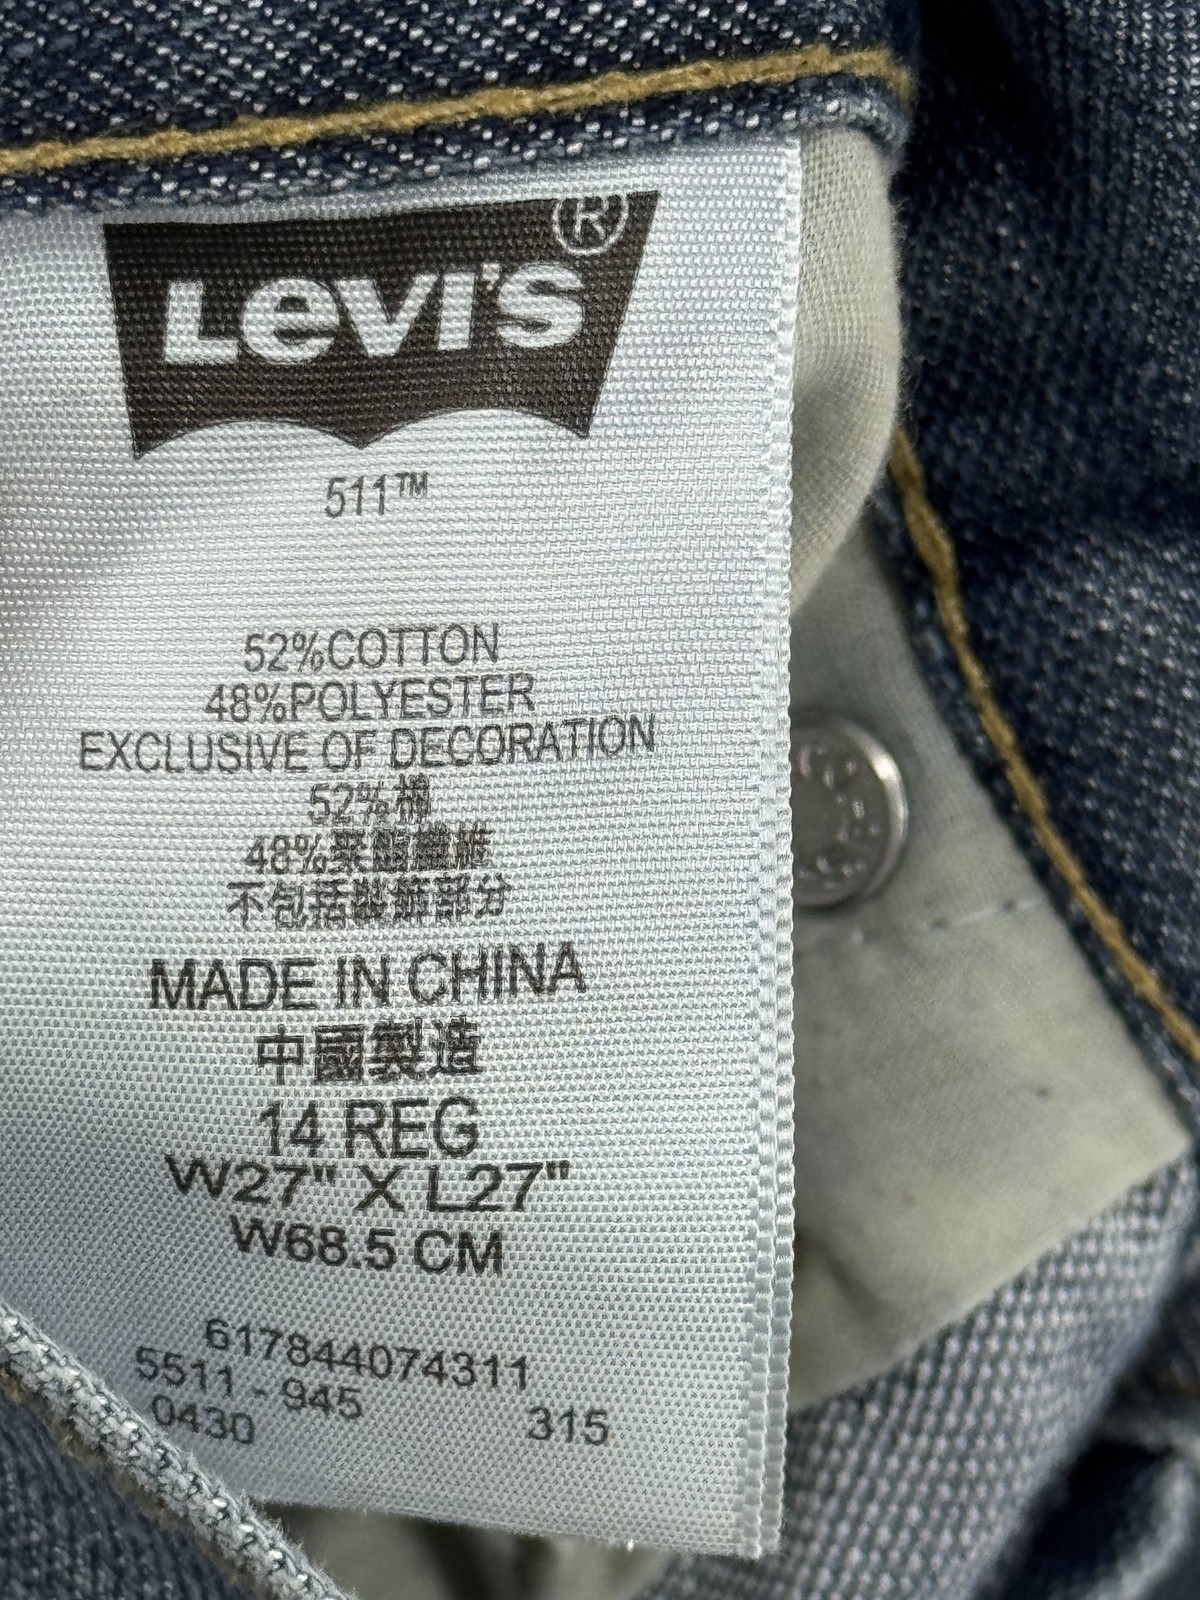 LEVI'S®
511™
52%COTTON
48%POLYESTER
EXCLUSIVE OF DECORATION
52%棉
48%聚酯纖維
不包括裝飾部分
MADE IN CHINA
中國製造
14 REG
W27" X L27"
W68.5 CM
617844074311
5511 - 945
0430 315